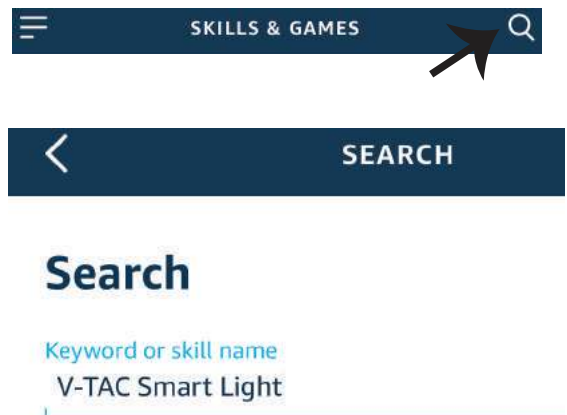 SKILLS & GAMES
SEARCH
Search
Keyword or skill name
V-TAC Smart Light